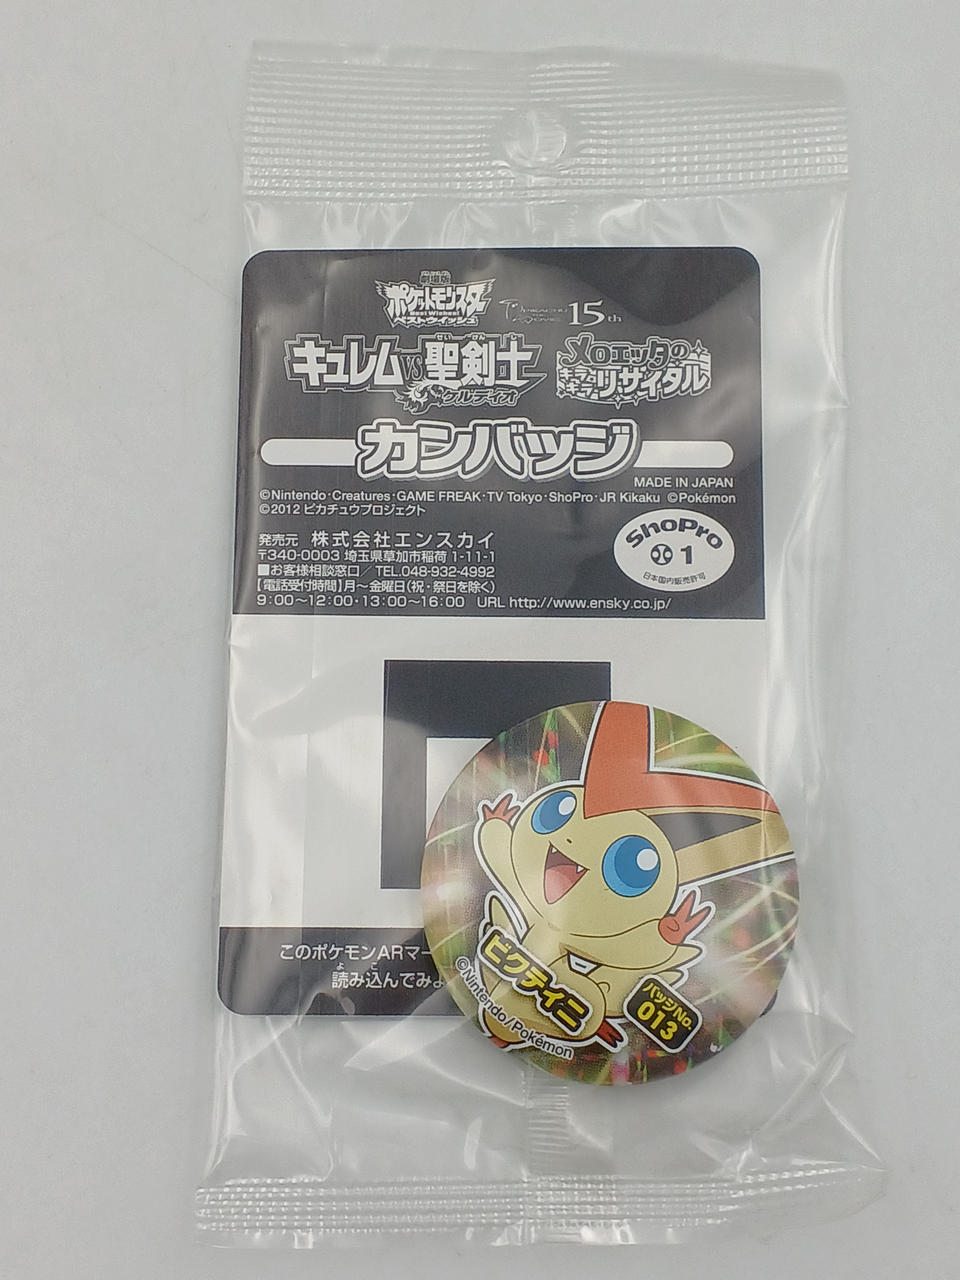 劇場版
ポケットモンスター
Best Wishes!
ベストウイッシュ
PIKACHU THE MOVIE 15th
キュレムVS聖剣士
せいけんし
ケルディオ
メロエッタの
キラキラリサイタル
カンバッジ
MADE IN JAPAN
©Nintendo・Creatures・GAME FREAK・TV Tokyo・ShoPro・JR Kikaku ©Pokémon
©2012 ピカチュウプロジェクト
発売元 株式会社エンスカイ
〒340-0003 埼玉県草加市稲荷 1-11-1
■お客様相談窓口/TEL.048-932-4992
【電話受付時間】月〜金曜日(祝・祭日を除く)
9:00〜12:00・13:00〜16:00 URL http://www.ensky.co.jp/
ShoPro
1
日本国内販売許可
このポケモンARマー
よ こ
読み込んでみよ
ビクティニ
バッジNo.
013
©Nintendo/Pokémon